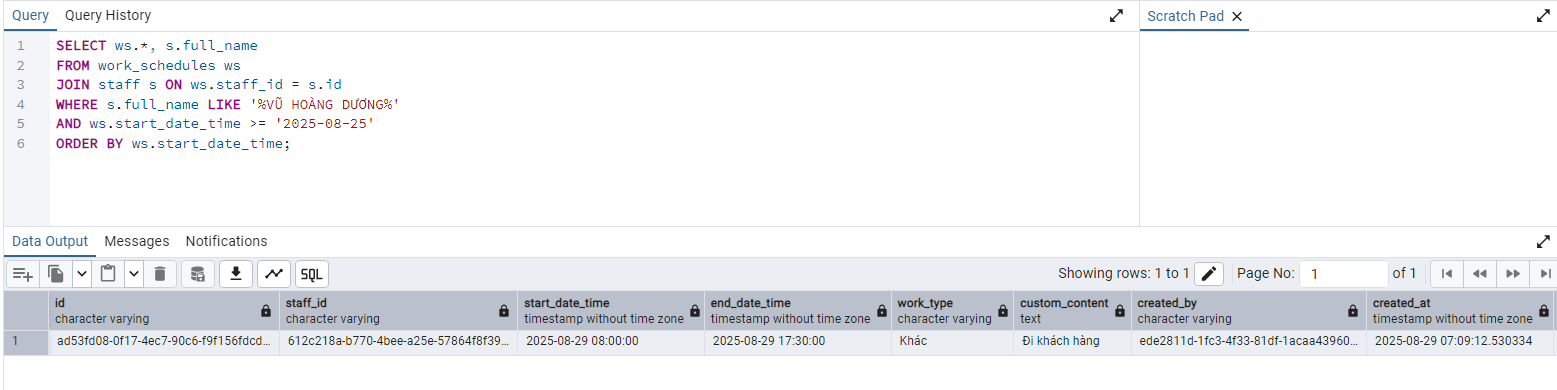 Query Query History Scratch Pad
1 SELECT ws.*, s.full_name
2 FROM work_schedules ws
3 JOIN staff s ON ws.staff_id = s.id
4 WHERE s.full_name LIKE '%VŨ HOÀNG DƯƠNG%'
5 AND ws.start_date_time >= '2025-08-25'
6 ORDER BY ws.start_date_time;
Data Output Messages Notifications
SQL Showing rows: 1 to 1 Page No: 1 of 1
id staff_id start_date_time end_date_time work_type custom_content created_by created_at
character varying character varying timestamp without time zone timestamp without time zone character varying text character varying timestamp without time zone
1 ad53fd08-0f17-4ec7-90c6-f9f156fdcd... 612c218a-b770-4bee-a25e-57864f8f39... 2025-08-29 08:00:00 2025-08-29 17:30:00 Khác Đi khách hàng ede2811d-1fc3-4f33-81df-1acaa43960... 2025-08-29 07:09:12.530334